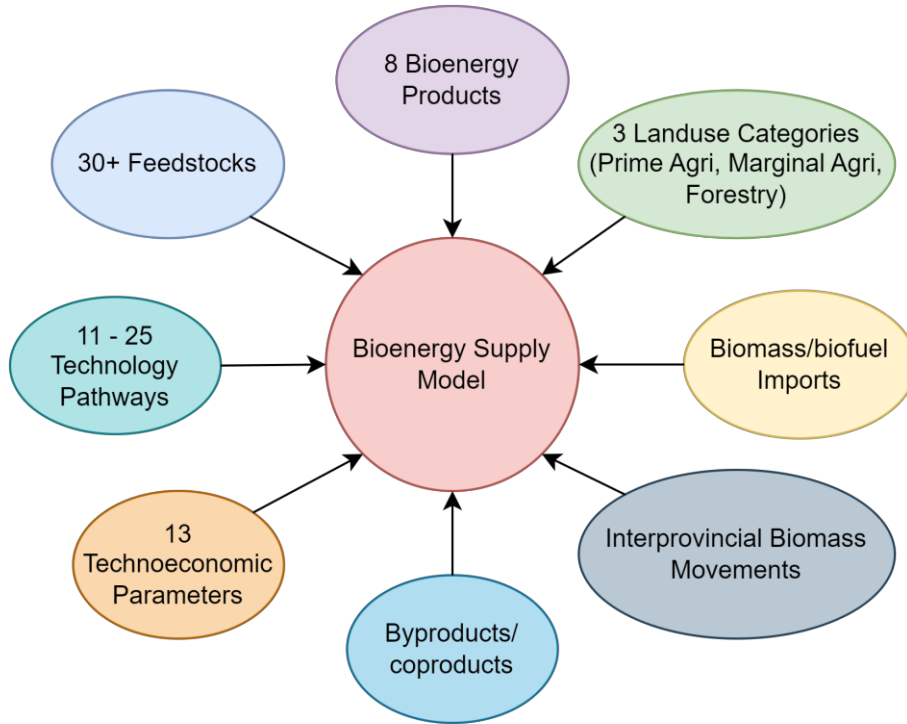 8 Bioenergy
Products
30+ Feedstocks
3 Landuse Categories
(Prime Agri, Marginal Agri,
Forestry)
11 - 25
Technology
Pathways
Bioenergy Supply
Model
Biomass/biofuel
Imports
13
Technoeconomic
Parameters
Interprovincial Biomass
Movements
Byproducts/
coproducts